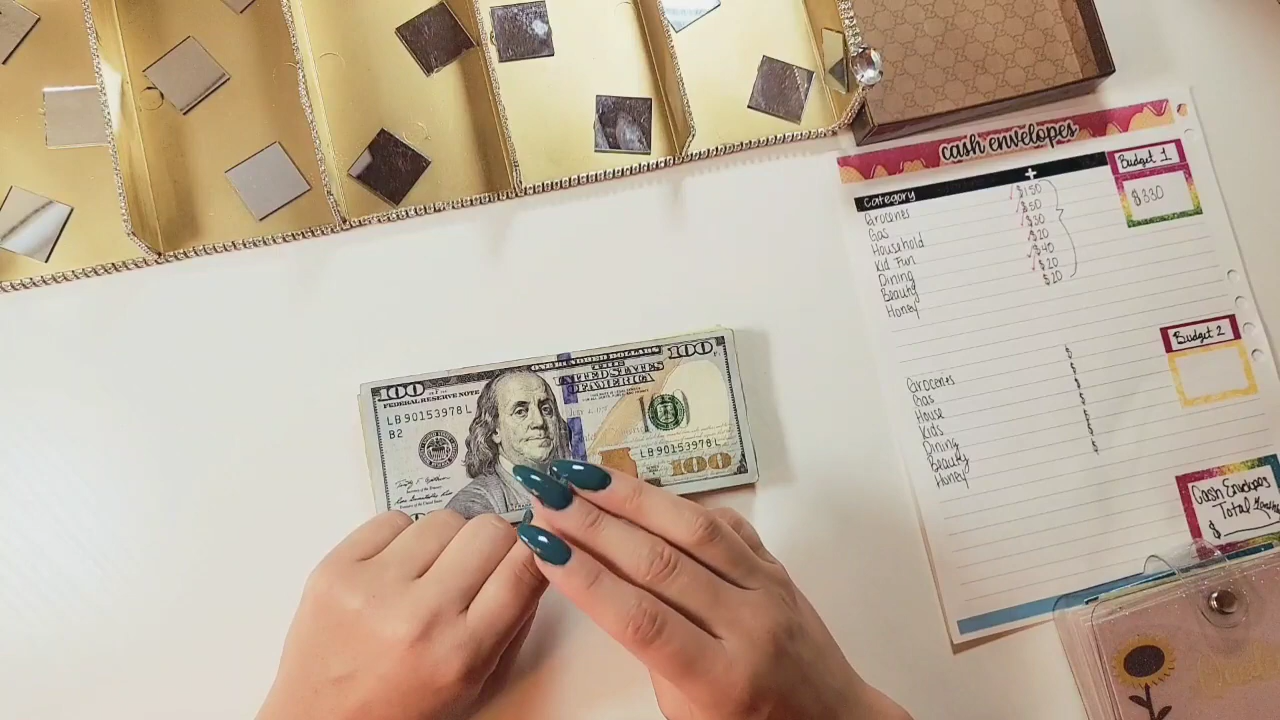 cash envelopes
Category +
Groceries $150
Gas $50
Household $30
Kid Fun $20
Dining $40
Beauty $20
Honey $20
Budget 1
$330
Budget 2
Groceries $
Gas $
House $
Kids $
Dining $
Beauty $
Honey $
Cash Envelopes
Total
$
100 ONE HUNDRED DOLLARS 100
FEDERAL RESERVE NOTE
THE
UNITED STATES
OF AMERICA
LB 90153978 L
B2
LB 90153978 L
100